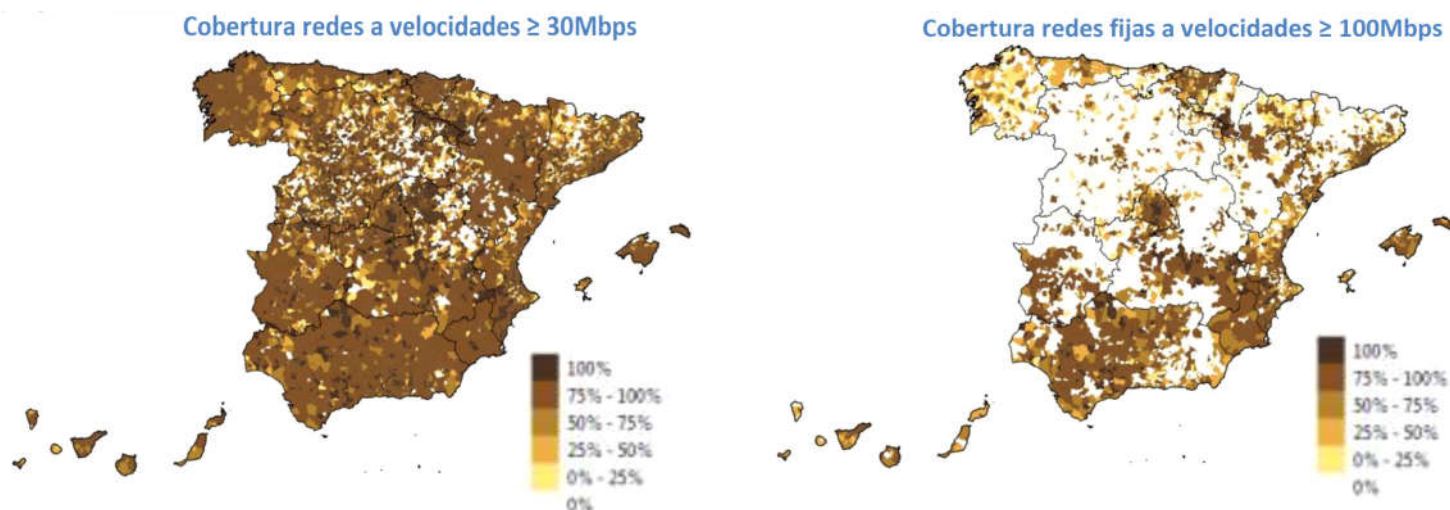 Cobertura redes a velocidades ≥ 30Mbps
100%
75% - 100%
50% - 75%
25% - 50%
0% - 25%
0%
Cobertura redes fijas a velocidades ≥ 100Mbps
100%
75% - 100%
50% - 75%
25% - 50%
0% - 25%
0%